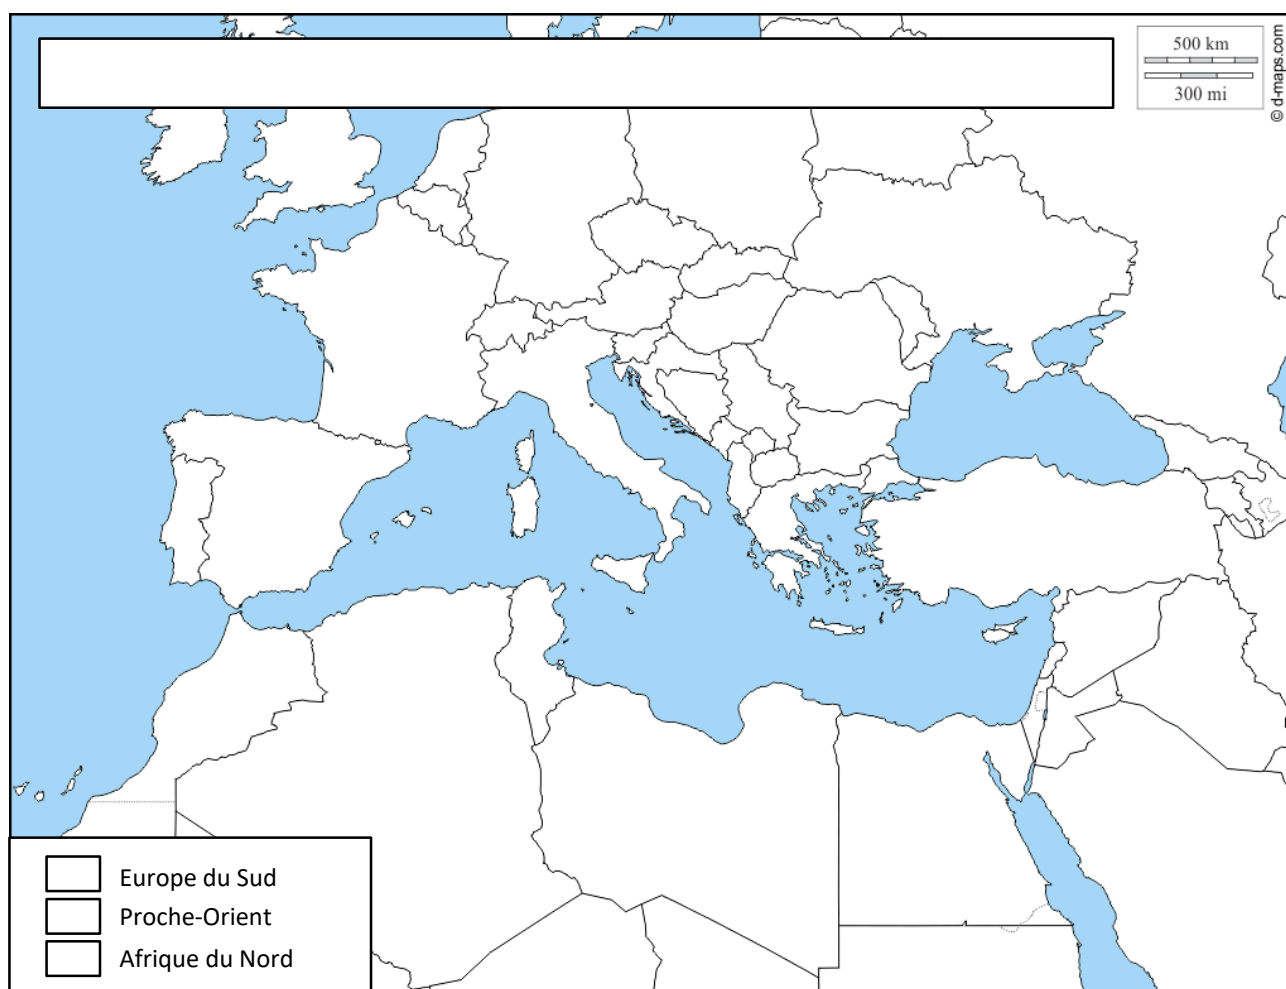 500 km
300 mi
© d-maps.com
Europe du Sud
Proche-Orient
Afrique du Nord